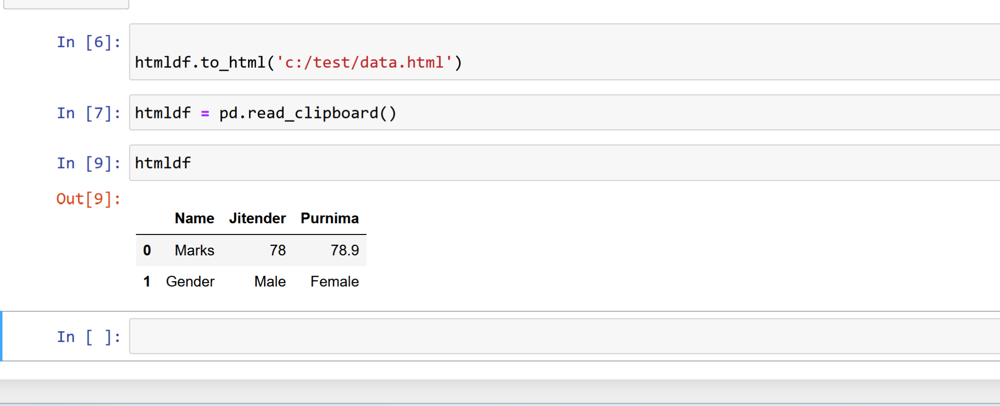 In [6]:
htmldf.to_html('c:/test/data.html')
In [7]: htmldf = pd.read_clipboard()
In [9]: htmldf
Out[9]:
Name Jitender Purnima
0 Marks 78 78.9
1 Gender Male Female
In [ ]: